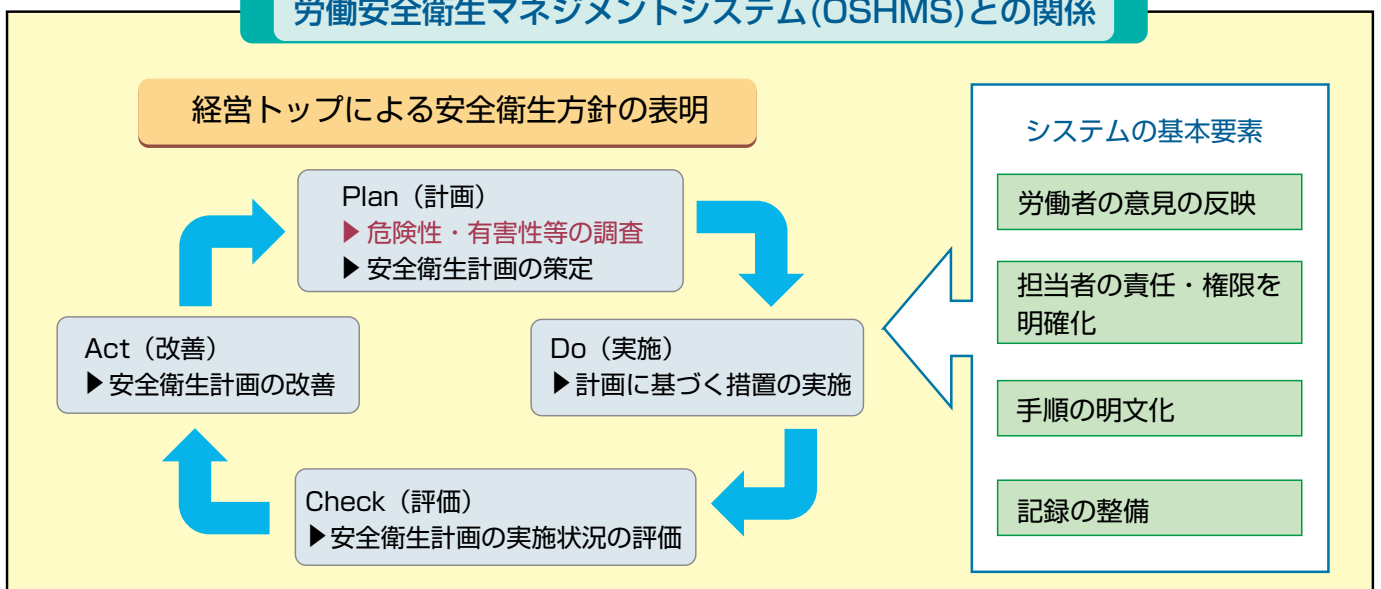 労働安全衛生マネジメントシステム(OSHMS)との関係
経営トップによる安全衛生方針の表明
Plan（計画）
▶危険性・有害性等の調査
▶安全衛生計画の策定
Do（実施）
▶計画に基づく措置の実施
Check（評価）
▶安全衛生計画の実施状況の評価
Act（改善）
▶安全衛生計画の改善
システムの基本要素
労働者の意見の反映
担当者の責任・権限を
明確化
手順の明文化
記録の整備